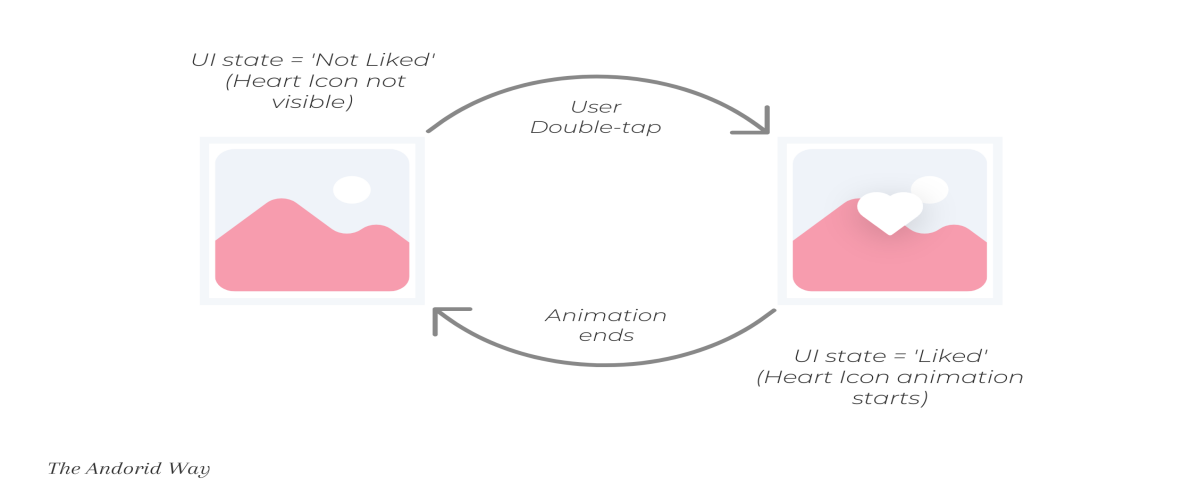 UI state = 'Not Liked'
(Heart Icon not
visible)
User
Double-tap
Animation
ends
UI state = 'Liked'
(Heart Icon animation
starts)
The Andorid Way